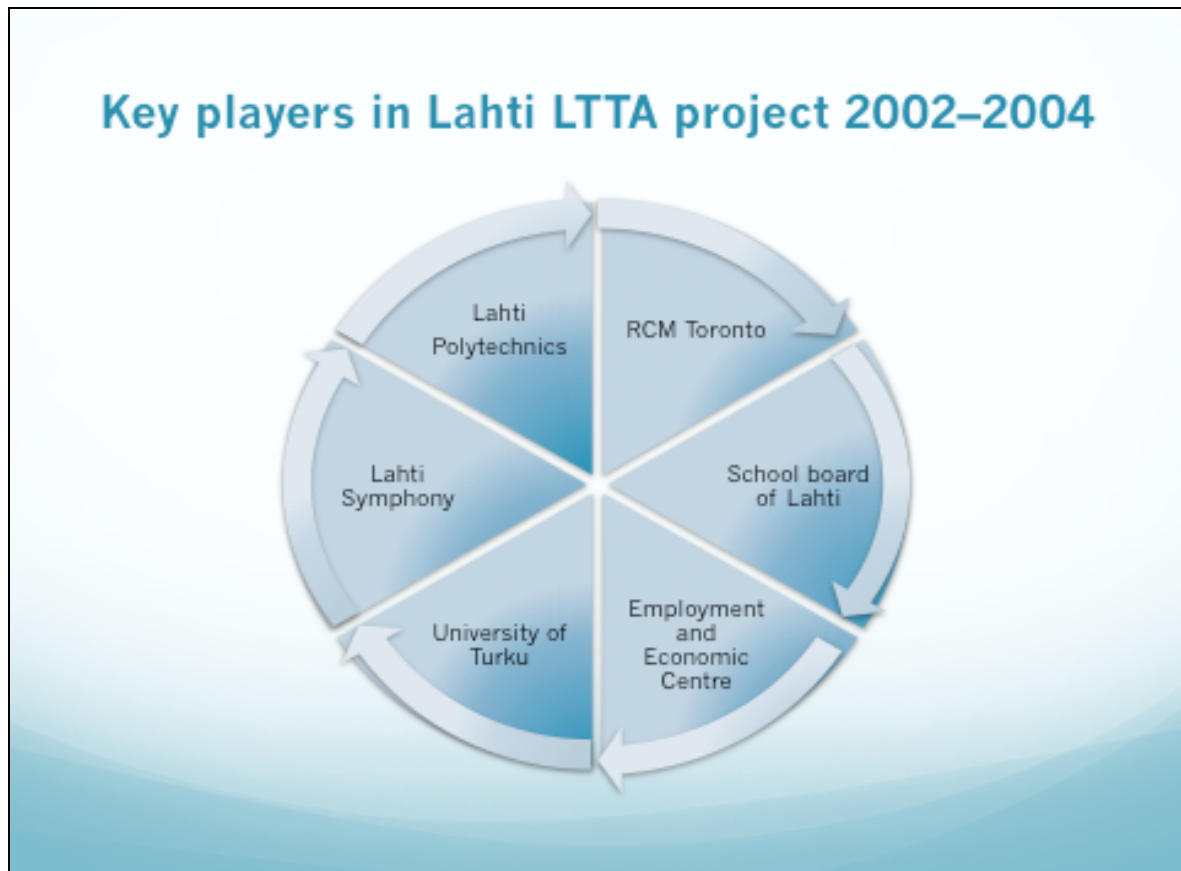 Key players in Lahti LTTA project 2002–2004
Lahti
Polytechnics
RCM Toronto
Lahti
Symphony
School board
of Lahti
University of
Turku
Employment
and
Economic
Centre